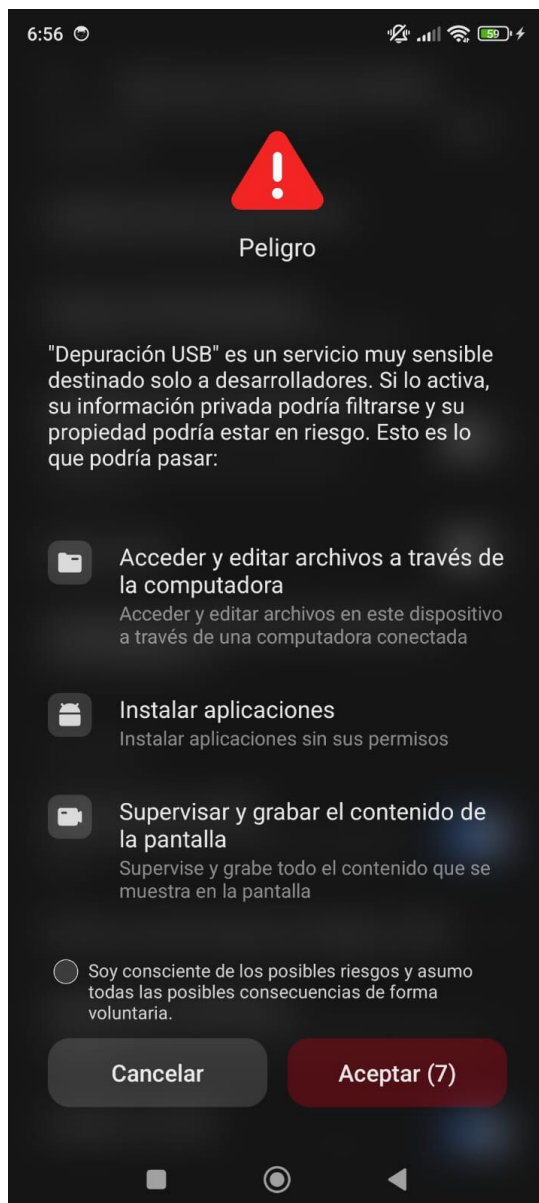 6:56
59
Peligro
"Depuración USB" es un servicio muy sensible
destinado solo a desarrolladores. Si lo activa,
su información privada podría filtrarse y su
propiedad podría estar en riesgo. Esto es lo
que podría pasar:
Acceder y editar archivos a través de
la computadora
Acceder y editar archivos en este dispositivo
a través de una computadora conectada
Instalar aplicaciones
Instalar aplicaciones sin sus permisos
Supervisar y grabar el contenido de
la pantalla
Supervise y grabe todo el contenido que se
muestra en la pantalla
Soy consciente de los posibles riesgos y asumo
todas las posibles consecuencias de forma
voluntaria.
Cancelar
Aceptar (7)